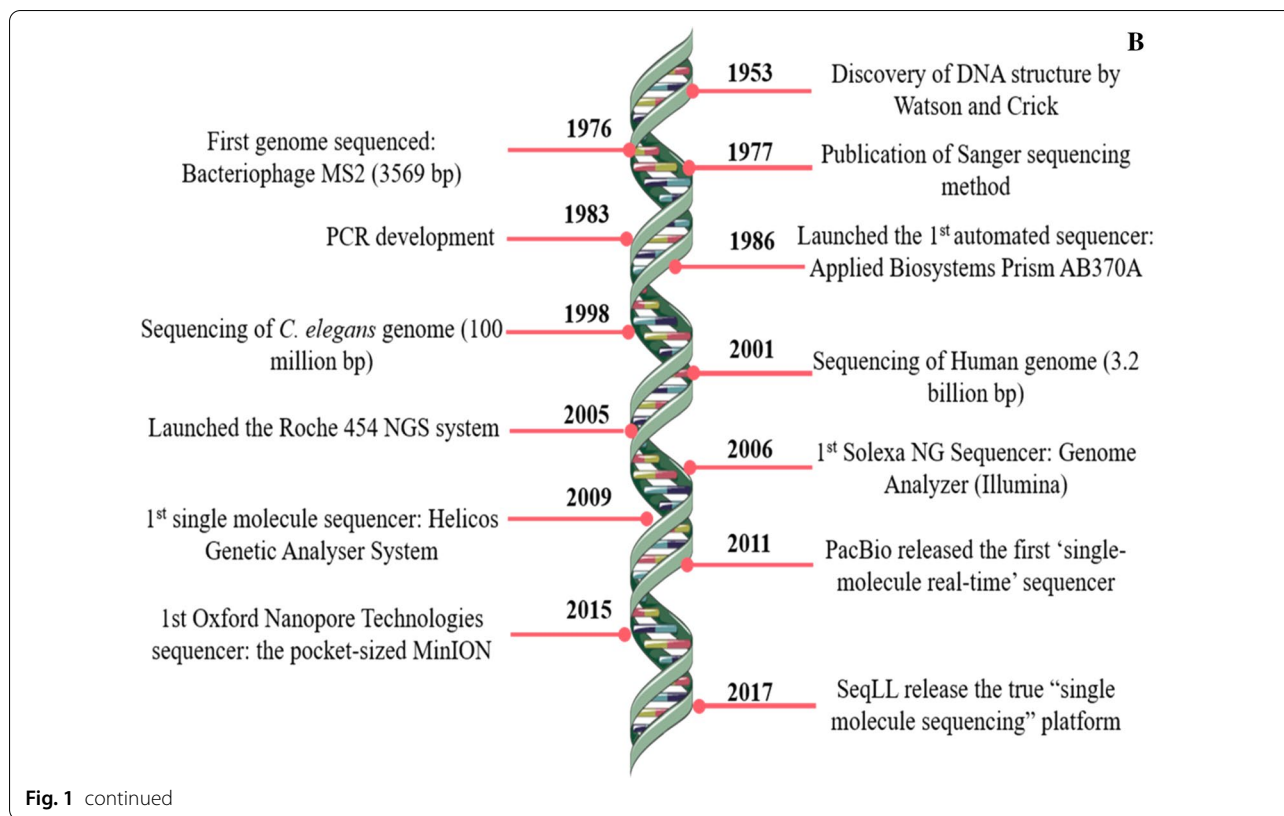 B
1953
Discovery of DNA structure by
Watson and Crick
1976
First genome sequenced:
Bacteriophage MS2 (3569 bp)
1977
Publication of Sanger sequencing
method
1983
PCR development
1986
Launched the 1st automated sequencer:
Applied Biosystems Prism AB370A
1998
Sequencing of C. elegans genome (100
million bp)
2001
Sequencing of Human genome (3.2
billion bp)
2005
Launched the Roche 454 NGS system
2006
1st Solexa NG Sequencer: Genome
Analyzer (Illumina)
2009
1st single molecule sequencer: Helicos
Genetic Analyser System
2011
PacBio released the first ‘single-
molecule real-time’ sequencer
2015
1st Oxford Nanopore Technologies
sequencer: the pocket-sized MinION
2017
SeqLL release the true “single
molecule sequencing” platform
Fig. 1 continued